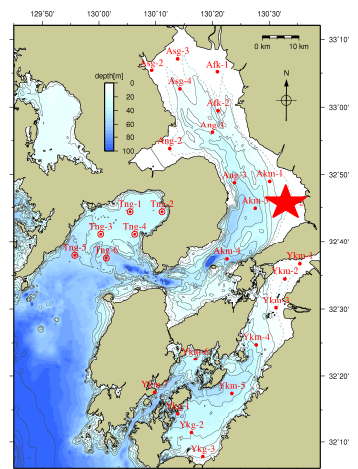 129°50' 130°00' 130°10' 130°20' 130°30'
33°10'
33°00'
32°50'
32°40'
32°30'
32°20'
32°10'
0 km 10 km
N
depth[m]
0
20
40
60
80
100
Asg-3
Asg-2
Afk-1
Asg-4
Afk-2
Ang-1
Ang-2
Ang-3
Akm-1
Akm-
Tng-1
Tng-2
Tng-3
Tng-4
Tng-5
Tng-6
Akm-4
Ykm-1
Ykm-2
Ykm-3
Ykm-4
Ykm-5
Ykg-2
Ykg-3